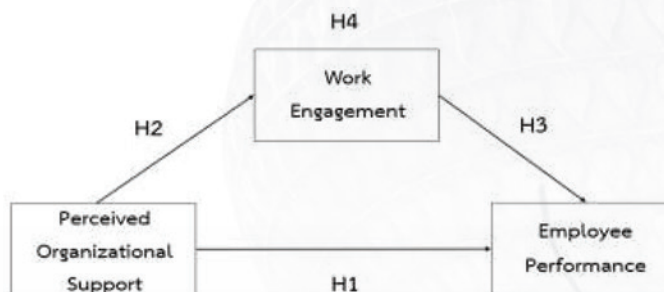 H4
Work
Engagement
H2
H3
Perceived
Organizational
Support
Employee
Performance
H1